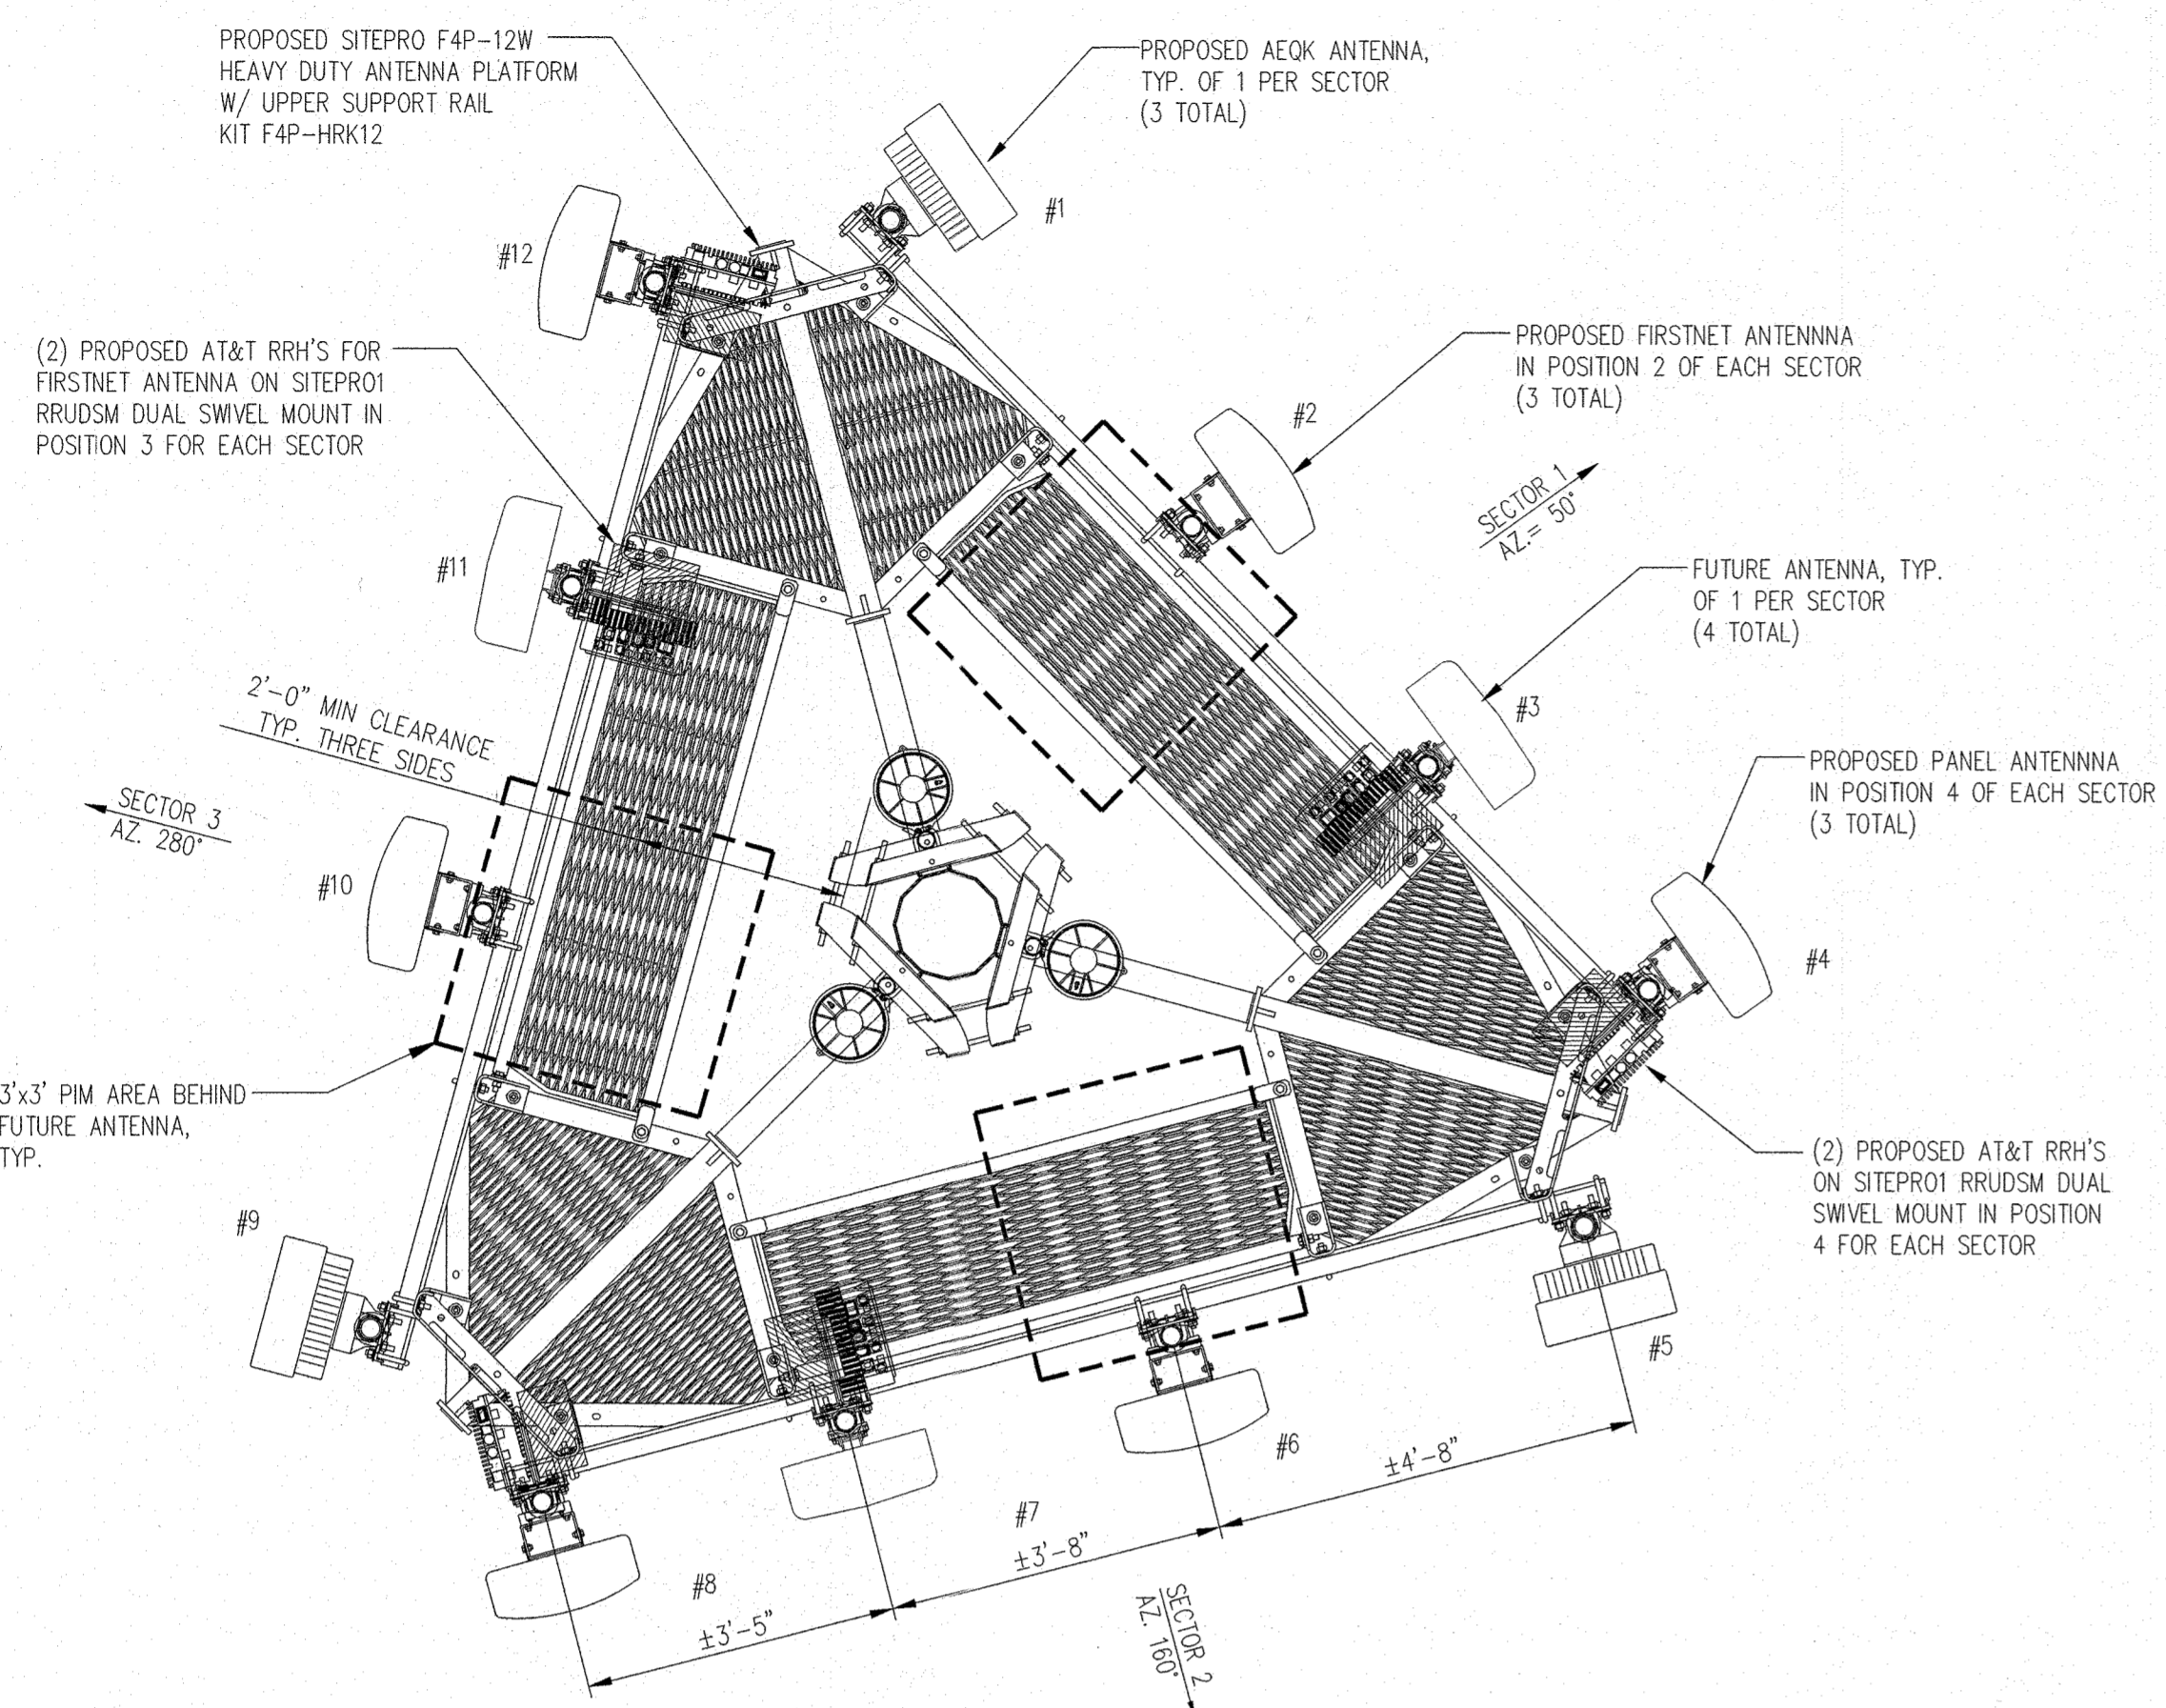 PROPOSED SITEPRO F4P-12W
HEAVY DUTY ANTENNA PLATFORM
W/ UPPER SUPPORT RAIL
KIT F4P-HRK12
PROPOSED AEQK ANTENNA,
TYP. OF 1 PER SECTOR
(3 TOTAL)
#1
#12
(2) PROPOSED AT&T RRH'S FOR
FIRSTNET ANTENNA ON SITEPRO1
RRUDSM DUAL SWIVEL MOUNT IN
POSITION 3 FOR EACH SECTOR
PROPOSED FIRSTNET ANTENNNA
IN POSITION 2 OF EACH SECTOR
(3 TOTAL)
#2
SECTOR 1
AZ.= 50°
#11
FUTURE ANTENNA, TYP.
OF 1 PER SECTOR
(4 TOTAL)
#3
2'-0" MIN CLEARANCE
TYP. THREE SIDES
SECTOR 3
AZ. 280°
PROPOSED PANEL ANTENNNA
IN POSITION 4 OF EACH SECTOR
(3 TOTAL)
#10
#4
3'x3' PIM AREA BEHIND
FUTURE ANTENNA,
TYP.
(2) PROPOSED AT&T RRH'S
ON SITEPRO1 RRUDSM DUAL
SWIVEL MOUNT IN POSITION
4 FOR EACH SECTOR
#9
#5
#6
±4'-8"
#7
±3'-8"
#8
±3'-5"
SECTOR 2
AZ. 160°